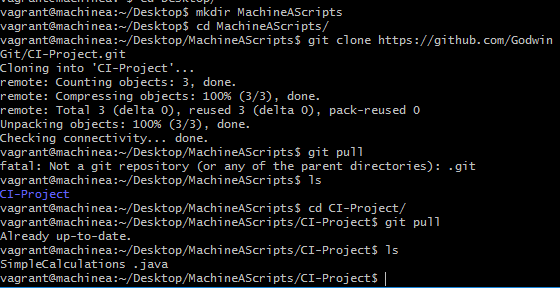 vagrant@machinea:~$ cd Desktop/
vagrant@machinea:~/Desktop$ mkdir MachineAScripts
vagrant@machinea:~/Desktop$ cd MachineAScripts/
vagrant@machinea:~/Desktop/MachineAScripts$ git clone https://github.com/Godwin
Git/CI-Project.git
Cloning into 'CI-Project'...
remote: Counting objects: 3, done.
remote: Compressing objects: 100% (3/3), done.
remote: Total 3 (delta 0), reused 3 (delta 0), pack-reused 0
Unpacking objects: 100% (3/3), done.
Checking connectivity... done.
vagrant@machinea:~/Desktop/MachineAScripts$ git pull
fatal: Not a git repository (or any of the parent directories): .git
vagrant@machinea:~/Desktop/MachineAScripts$ ls
CI-Project
vagrant@machinea:~/Desktop/MachineAScripts$ cd CI-Project/
vagrant@machinea:~/Desktop/MachineAScripts/CI-Project$ git pull
Already up-to-date.
vagrant@machinea:~/Desktop/MachineAScripts/CI-Project$ ls
SimpleCalculations .java
vagrant@machinea:~/Desktop/MachineAScripts/CI-Project$